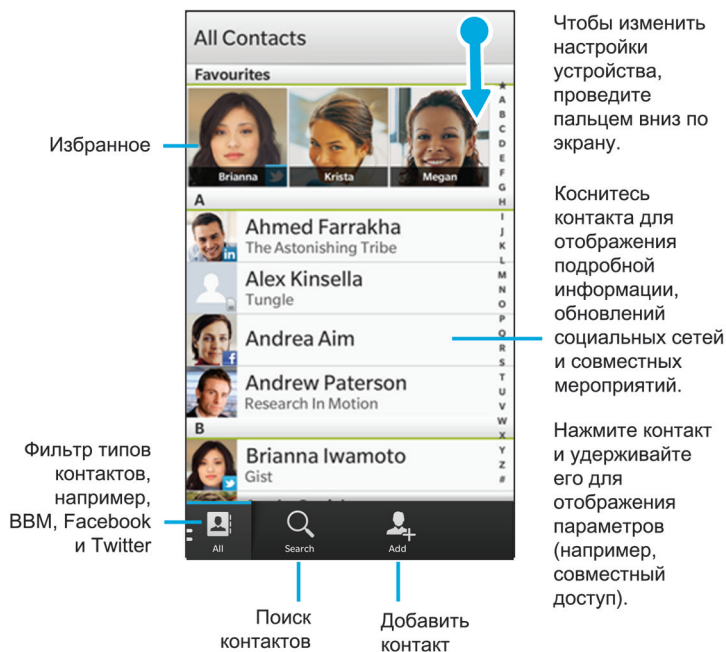 All Contacts
Favourites
Brianna
Krista
Megan
A
Ahmed Farrakha
The Astonishing Tribe
Alex Kinsella
Tungle
Andrea Aim
Andrew Paterson
Research In Motion
B
Brianna Iwamoto
Gist
All
Search
Add
★
A
B
C
D
E
F
G
H
I
J
K
L
M
N
O
P
Q
R
S
T
U
V
W
X
Y
Z
#
Избранное
Фильтр типов
контактов,
например,
BBM, Facebook
и Twitter
Поиск
контактов
Добавить
контакт
Чтобы изменить
настройки
устройства,
проведите
пальцем вниз по
экрану.
Коснитесь
контакта для
отображения
подробной
информации,
обновлений
социальных сетей
и совместных
мероприятий.
Нажмите контакт
и удерживайте
его для
отображения
параметров
(например,
совместный
доступ).